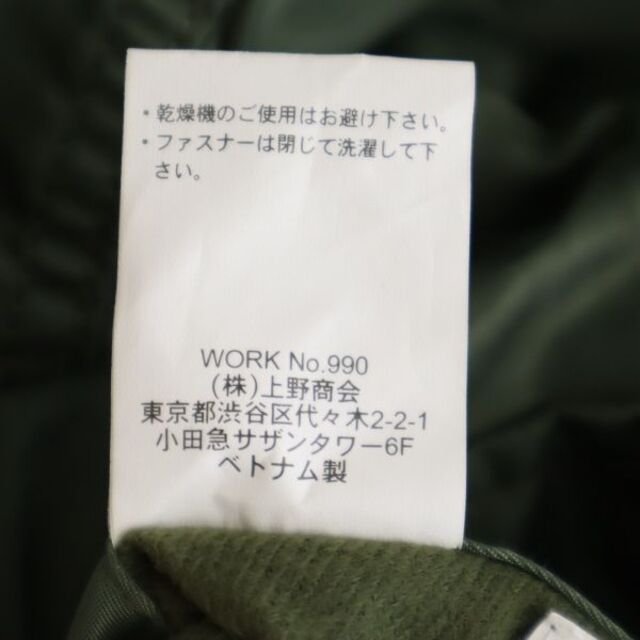 ・乾燥機のご使用はお避け下さい。
・ファスナーは閉じて洗濯して下
さい。
WORK No.990
(株)上野商会
東京都渋谷区代々木2-2-1
小田急サザンタワー6F
ベトナム製